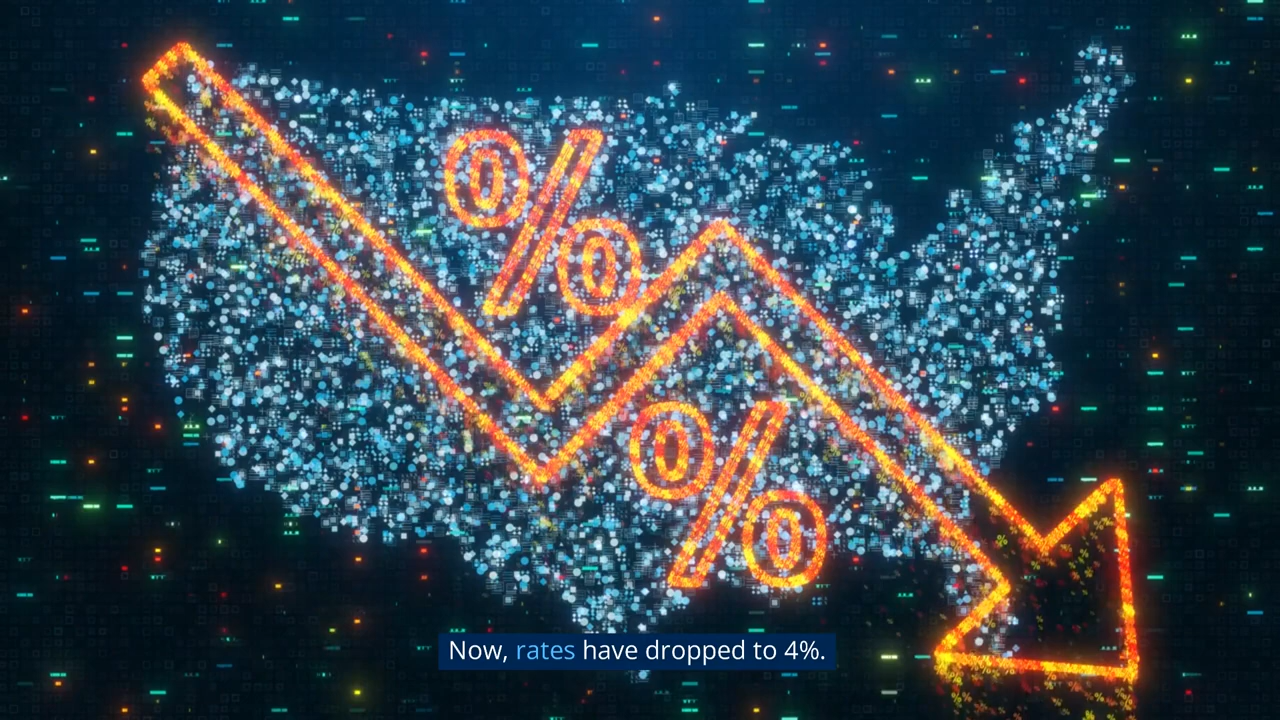 %
%
Now, rates have dropped to 4%.